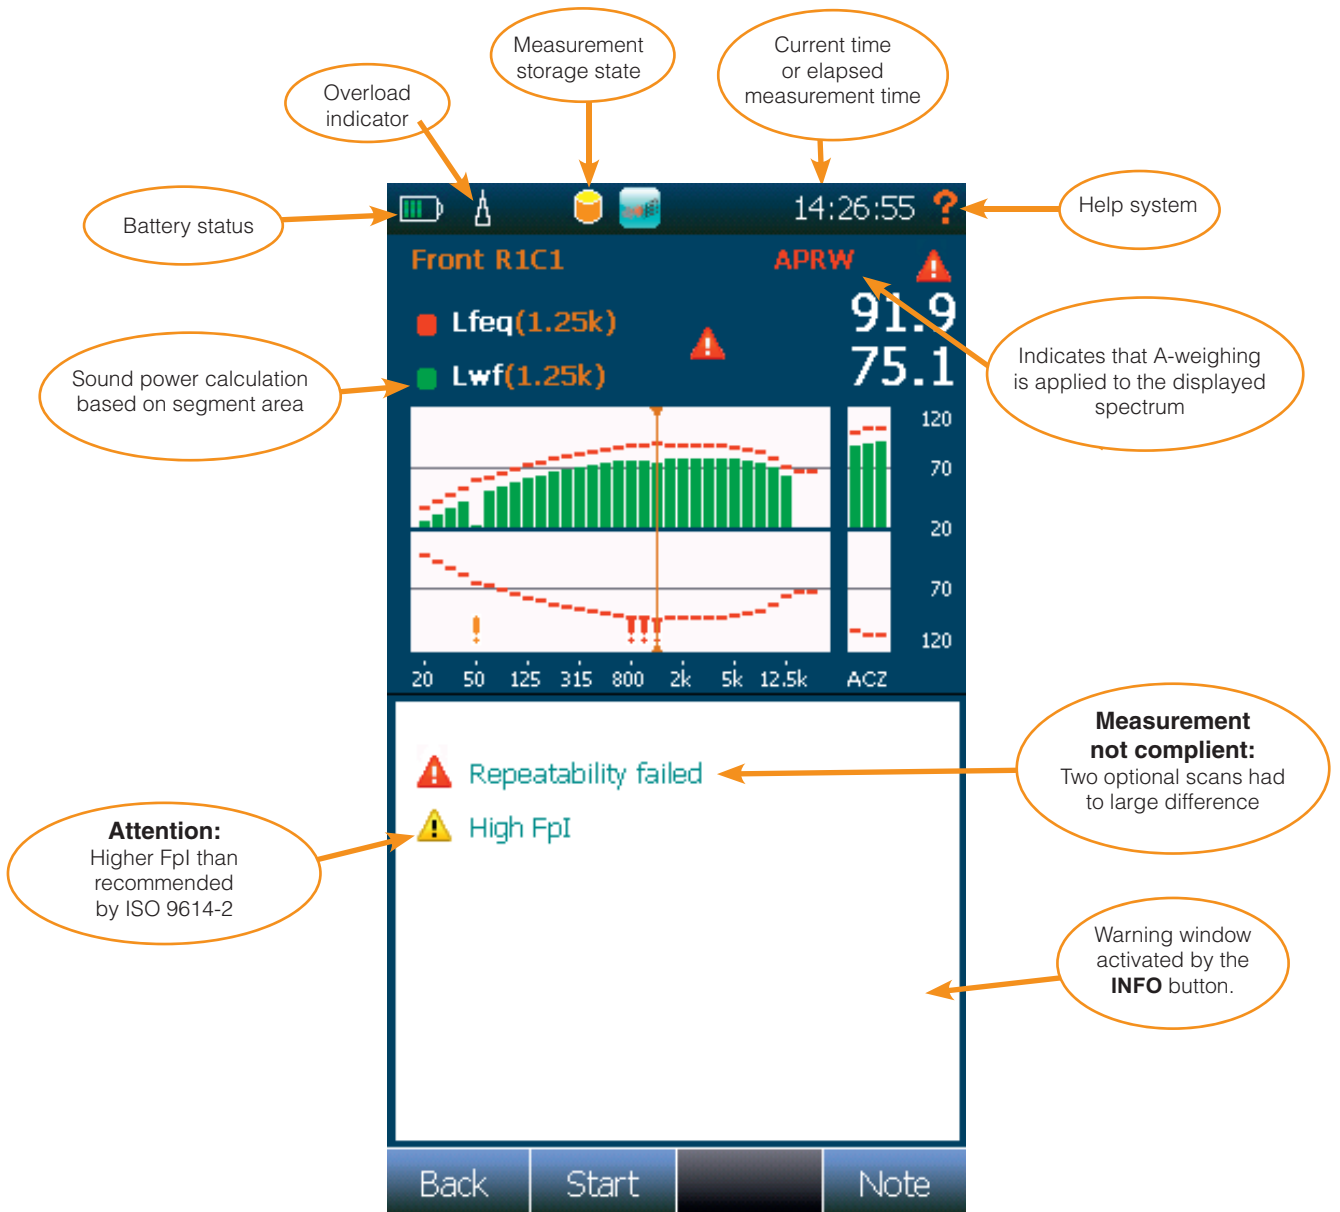 Measurement
storage state
Current time
or elapsed
measurement time
Overload
indicator
Battery status
14:26:55 ?
Help system
Front R1C1
APRW
91.9
Lfeq(1.25k)
75.1
Lwf(1.25k)
Sound power calculation
based on segment area
Indicates that A-weighing
is applied to the displayed
spectrum
120
70
20
70
120
20 50 125 315 800 2k 5k 12.5k ACZ
Measurement
not complient:
Two optional scans had
to large difference
Repeatability failed
High FpI
Attention:
Higher FpI than
recommended
by ISO 9614-2
Warning window
activated by the
INFO button.
Back Start Note